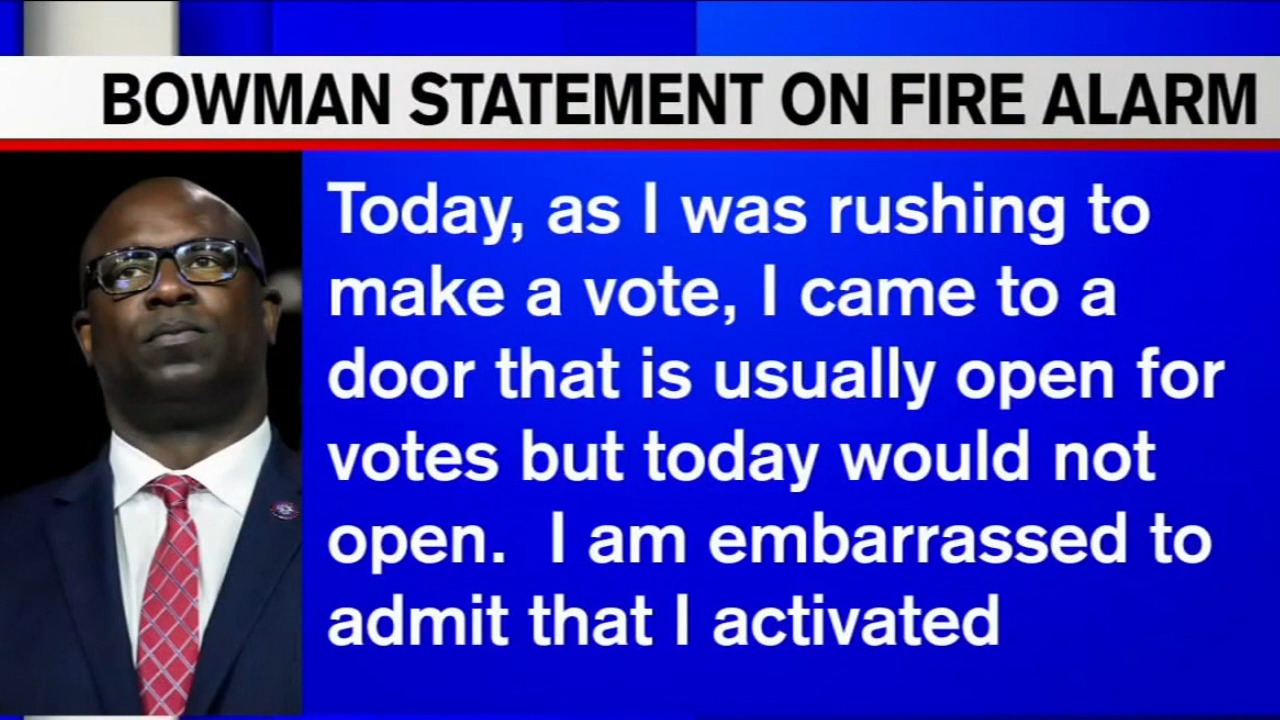 BOWMAN STATEMENT ON FIRE ALARM
Today, as I was rushing to
make a vote, I came to a
door that is usually open for
votes but today would not
open.  I am embarrassed to
admit that I activated